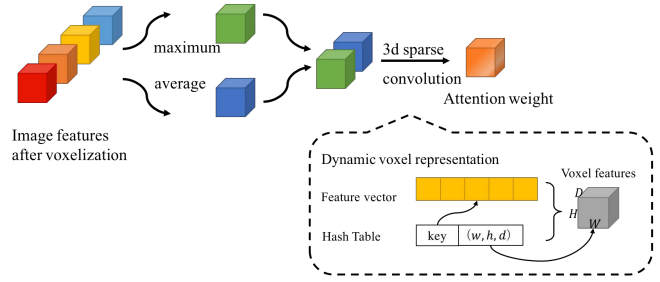 maximum
average
3d sparse
convolution
Attention weight
Image features
after voxelization
Dynamic voxel representation
Voxel features
Feature vector
D
H
W
Hash Table
key
(w, h, d)